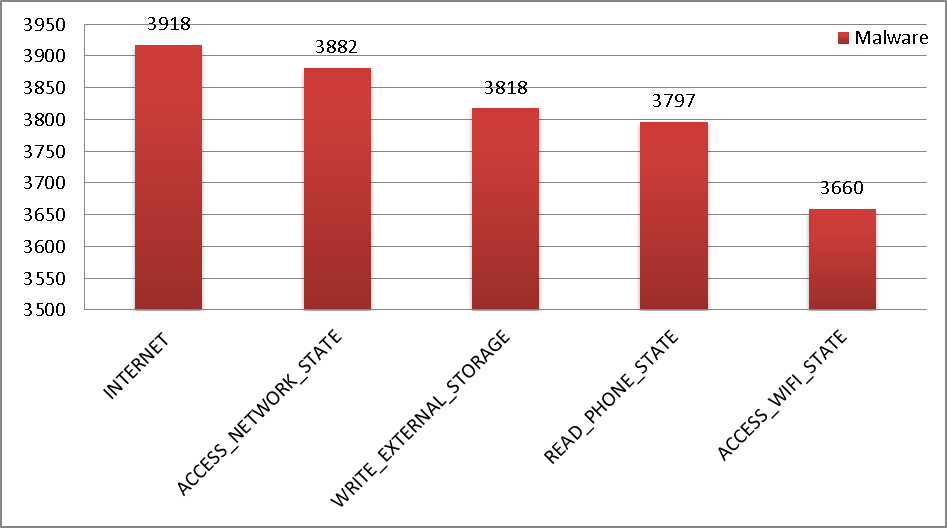 3950
3900
3850
3800
3750
3700
3650
3600
3550
3500
3918
3882
3818
3797
3660
Malware
INTERNET
ACCESS_NETWORK_STATE
WRITE_EXTERNAL_STORAGE
READ_PHONE_STATE
ACCESS_WIFI_STATE